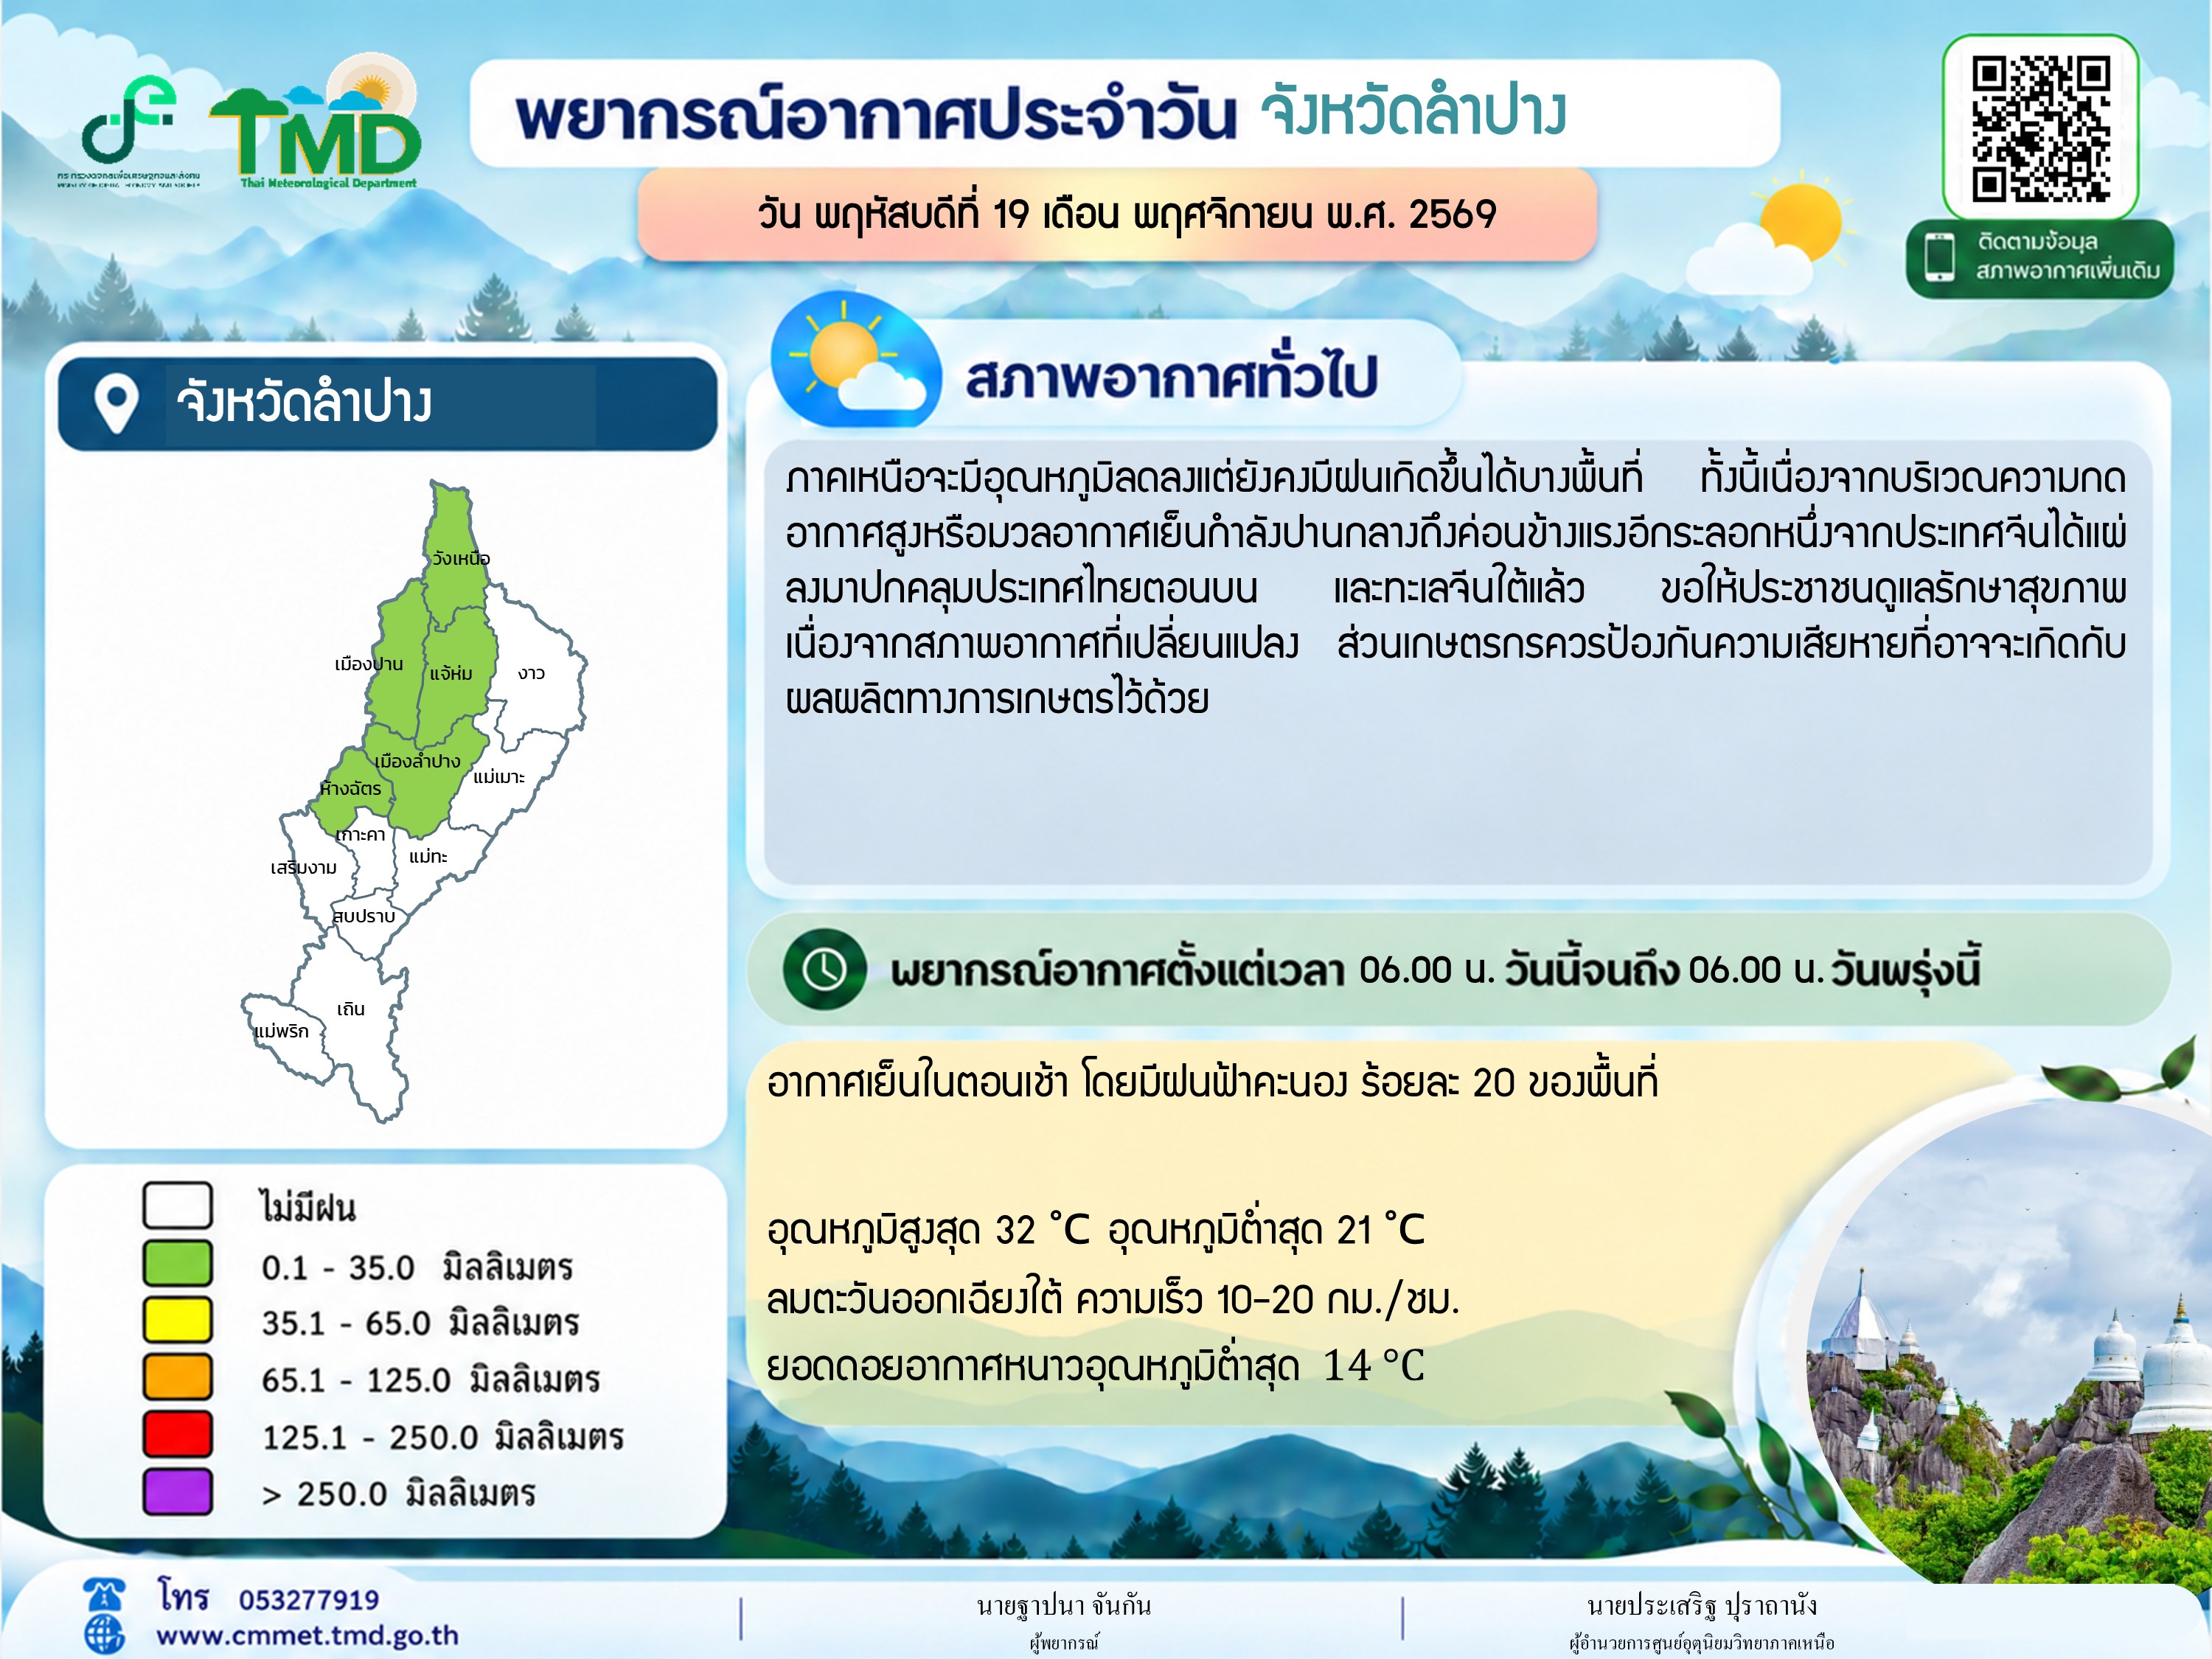 พยากรณ์อากาศประจำวัน จังหวัดลำปาง
TMD
Thai Meteorological Department
วัน พฤหัสบดีที่ 19 เดือน พฤศจิกายน พ.ศ. 2569
ติดตามข้อมูล
สภาพอากาศเพิ่มเติม
จังหวัดลำปาง
วังเหนือ
เมืองปาน
แจ้ห่ม
งาว
เมืองลำปาง
แม่เมาะ
ห้างฉัตร
เกาะคา
แม่ทะ
เสริมงาม
สบปราบ
เถิน
แม่พริก
ไม่มีฝน
0.1 - 35.0 มิลลิเมตร
35.1 - 65.0 มิลลิเมตร
65.1 - 125.0 มิลลิเมตร
125.1 - 250.0 มิลลิเมตร
> 250.0 มิลลิเมตร
สภาพอากาศทั่วไป
ภาคเหนือจะมีอุณหภูมิลดลงแต่ยังคงมีฝนเกิดขึ้นได้บางพื้นที่ ทั้งนี้เนื่องจากบริเวณความกด
อากาศสูงหรือมวลอากาศเย็นกำลังปานกลางถึงค่อนข้างแรงอีกระลอกหนึ่งจากประเทศจีนได้แผ่
ลงมาปกคลุมประเทศไทยตอนบน และทะเลจีนใต้แล้ว ขอให้ประชาชนดูแลรักษาสุขภาพ
เนื่องจากสภาพอากาศที่เปลี่ยนแปลง ส่วนเกษตรกรควรป้องกันความเสียหายที่อาจจะเกิดกับ
ผลผลิตทางการเกษตรไว้ด้วย
พยากรณ์อากาศตั้งแต่เวลา 06.00 น. วันนี้จนถึง 06.00 น. วันพรุ่งนี้
อากาศเย็นในตอนเช้า โดยมีฝนฟ้าคะนอง ร้อยละ 20 ของพื้นที่
อุณหภูมิสูงสุด 32 °C อุณหภูมิต่ำสุด 21 °C
ลมตะวันออกเฉียงใต้ ความเร็ว 10-20 กม./ชม.
ยอดดอยอากาศหนาวอุณหภูมิต่ำสุด 14 °C
โทร 053277919
www.cmmet.tmd.go.th
นายฐาปนา จันกัน
ผู้พยากรณ์
นายประเสริฐ ปุราถานัง
ผู้อำนวยการศูนย์อุตุนิยมวิทยาภาคเหนือ